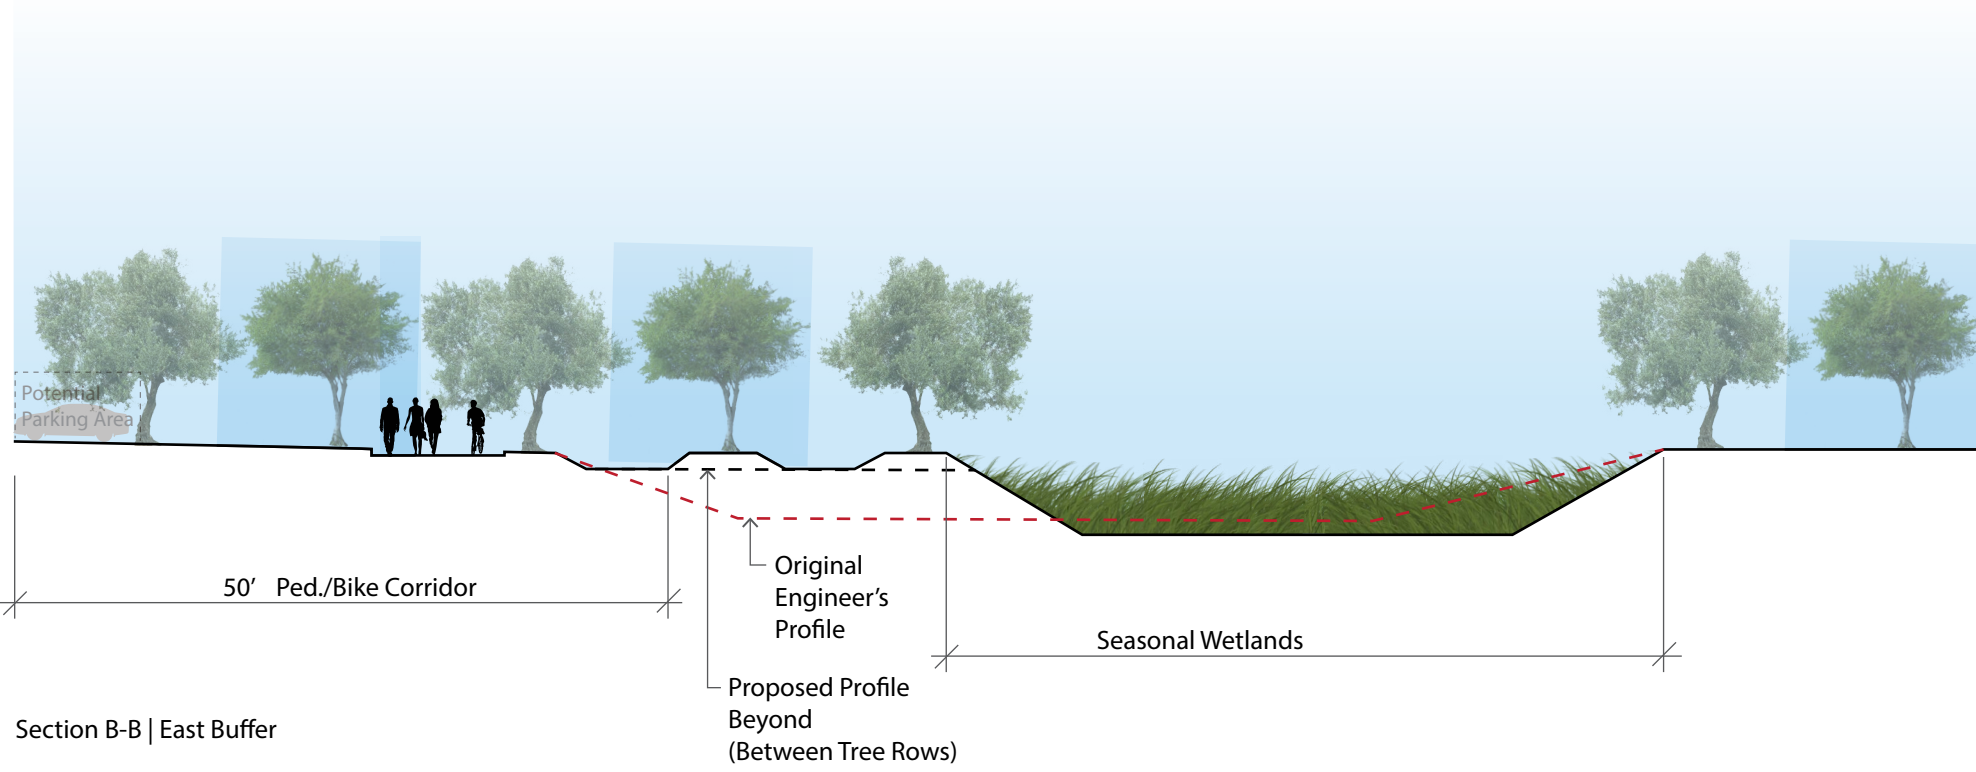 Potential
Parking Area
50’ Ped./Bike Corridor
Original
Engineer’s
Profile
Seasonal Wetlands
Proposed Profile
Beyond
(Between Tree Rows)
Section B-B | East Buffer